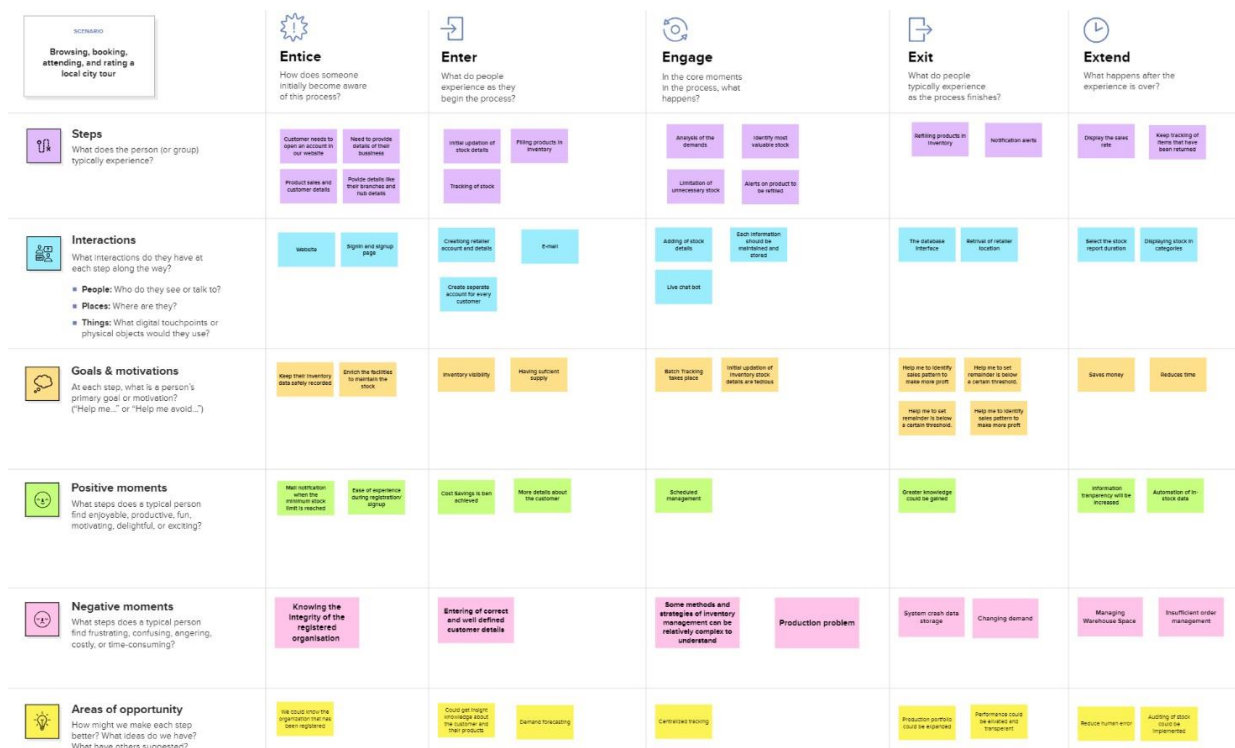 SCENARIO
Browsing, booking,
attending, and rating a
local city tour
Entice
How does someone
initially become aware
of this process?
Enter
What do people
experience as they
begin the process?
Engage
In the core moments
in the process, what
happens?
Exit
What do people
typically experience
as the process finishes?
Extend
What happens after the
experience is over?
Steps
What does the person (or group)
typically experience?
Customer needs to
open an account in
our website
Need to provide
details of their
bussiness
Product sales and
customer details
Povide details like
their branches and
hub details
Initial updation of
stock details
Filling products in
inventory
Tracking of stock
Analysis of the
demands
Identify most
valuable stock
Limitation of
unnecessary stock
Alerts on product to
be refilled
Refilling products in
inventory
Notification alerts
Display the sales
rate
Keep tracking of
items that have
been returned
Interactions
What interactions do they have at
each step along the way?
People: Who do they see or talk to?
Places: Where are they?
Things: What digital touchpoints or
physical objects would they use?
Website
Signin and signup
page
Creationg retailer
account and details
E-mail
Create seperate
account for every
customer
Adding of stock
details
Each information
should be
maintained and
stored
Live chat bot
The database
interface
Retrival of retailer
location
Select the stock
report duration
Displaying stock in
categories
Goals & motivations
At each step, what is a person's
primary goal or motivation?
("Help me..." or "Help me avoid...")
Keep their inventory
data safely recorded
Enrich the facilities
to maintain the
stock
Inventory visibility
Having sufficient
supply
Batch Tracking
takes place
Initial updation of
inventory stock
details are tedious
Help me to identify
sales pattern to
make more profit
Help me to set
remainder is below
a certain threshold.
Help me to set
remainder is below
a certain threshold.
Help me to identify
sales pattern to
make more profit
Saves money
Reduces time
Positive moments
What steps does a typical person
find enjoyable, productive, fun,
motivating, delightful, or exciting?
Mail notification
when the
minimum stock
limit is reached
Ease of experience
during registration/
signup
Cost Savings is ben
achieved
More details about
the customer
Scheduled
management
Greater knowledge
could be gained
Information
tranparency will be
increased
Automation of in-
stock data
Negative moments
What steps does a typical person
find frustrating, confusing, angering,
costly, or time-consuming?
Knowing the
integrity of the
registered
organisation
Entering of correct
and well defined
customer details
Some methods and
strategies of inventory
management can be
relatively complex to
understand
Production problem
System crash data
storage
Changing demand
Managing
Warehouse Space
Insufficient order
management
Areas of opportunity
How might we make each step
better? What ideas do we have?
What have others suggested?
We could know the
organization that has
been registered
Could get insight
knowledge about
the customer and
their products
Demand forecasting
Centralized tracking
Production portfolio
could be expanded
Performance could
be elvated and
transperent
Reduce human error
Auditing of stock
could be
implemented